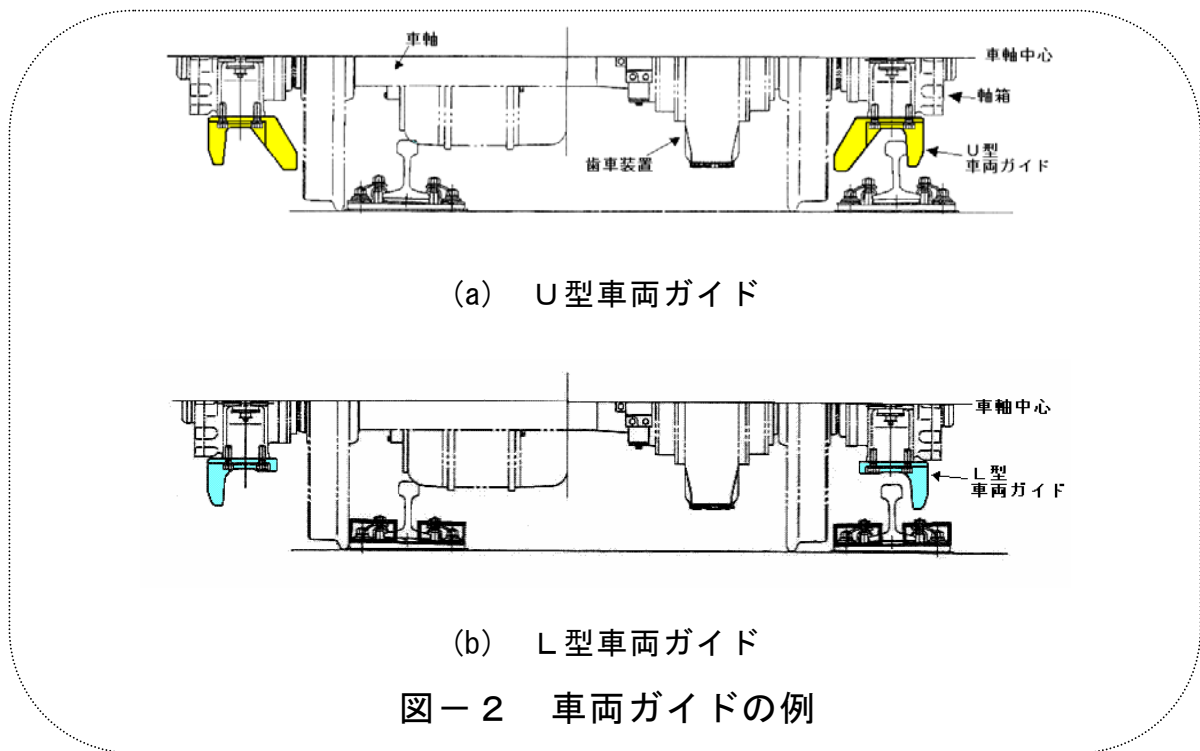 車軸
車軸中心
軸箱
歯車装置
U型
車両ガイド
(a) U型車両ガイド
車軸中心
L型
車両ガイド
(b) L型車両ガイド
図－2 車両ガイドの例